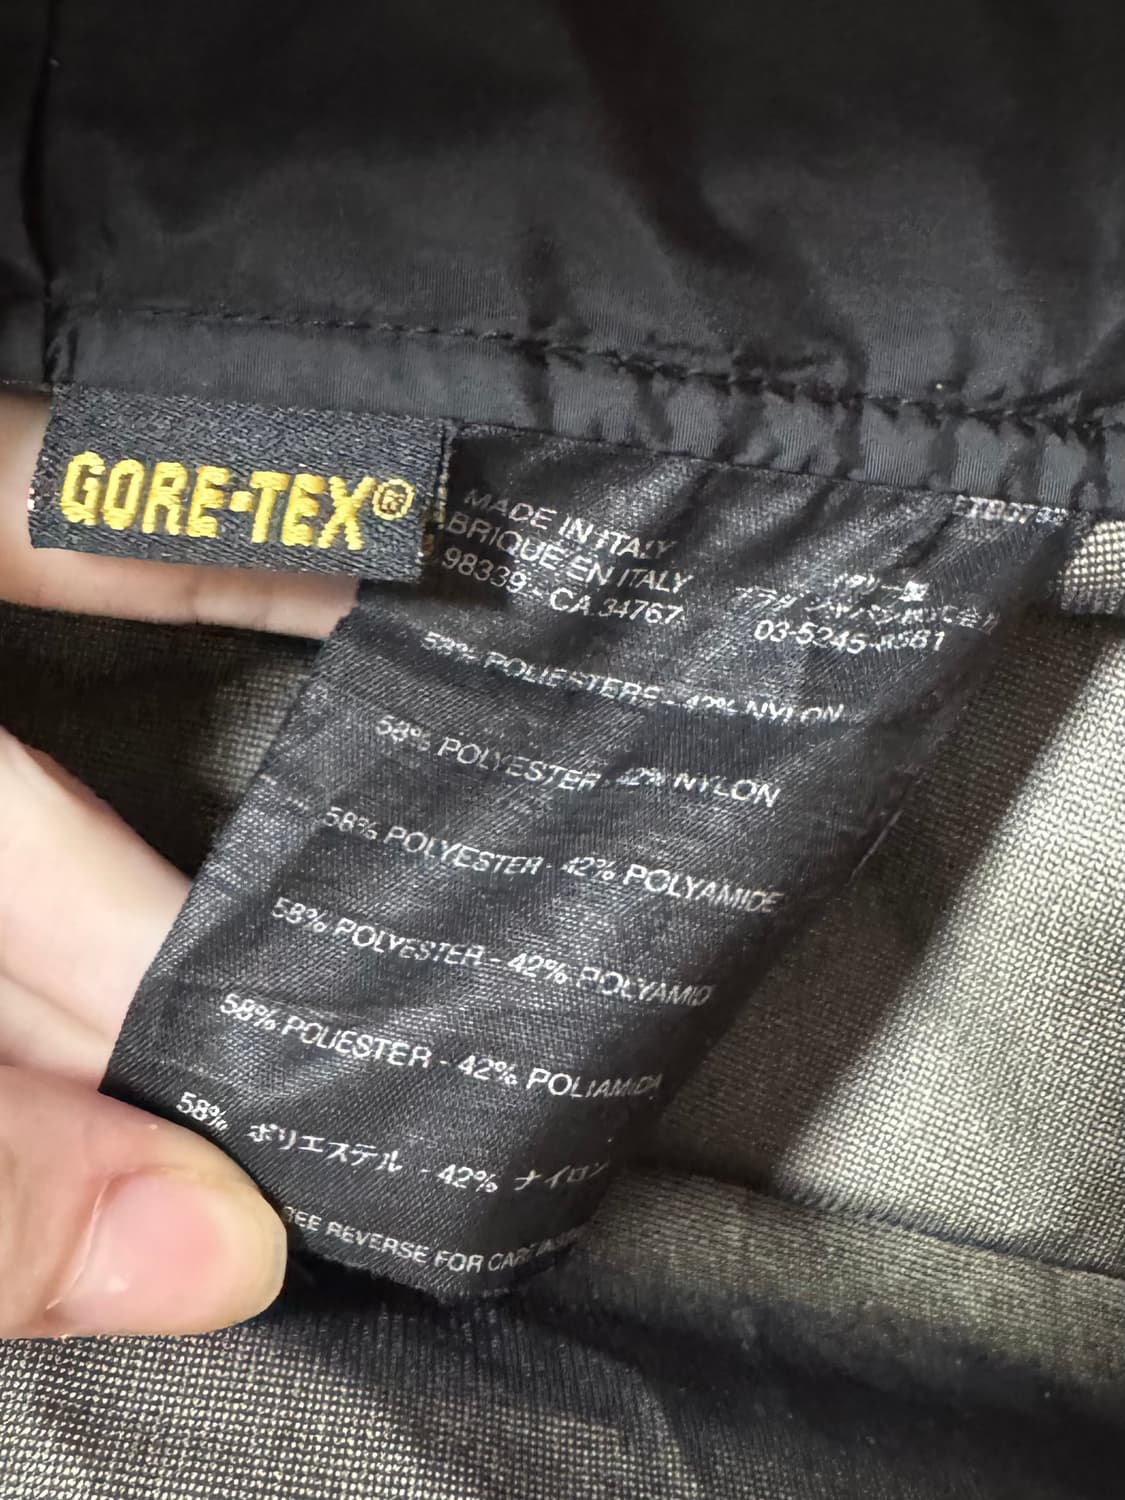 GORE-TEX®
MADE IN ITALY
BRIQUÉ EN ITALY
98339 - CA 34767
03-5245-
58% POLIESTERE - 42% NYLON
58% POLYESTER 42% NYLON
58% POLYESTER - 42% POLYAMIDE
58% POLYESTER - 42% POLYAMID
58% POLIESTER - 42% POLIAMIDA
58% ポリエステル - 42% ナイロン
SEE REVERSE FOR CARE